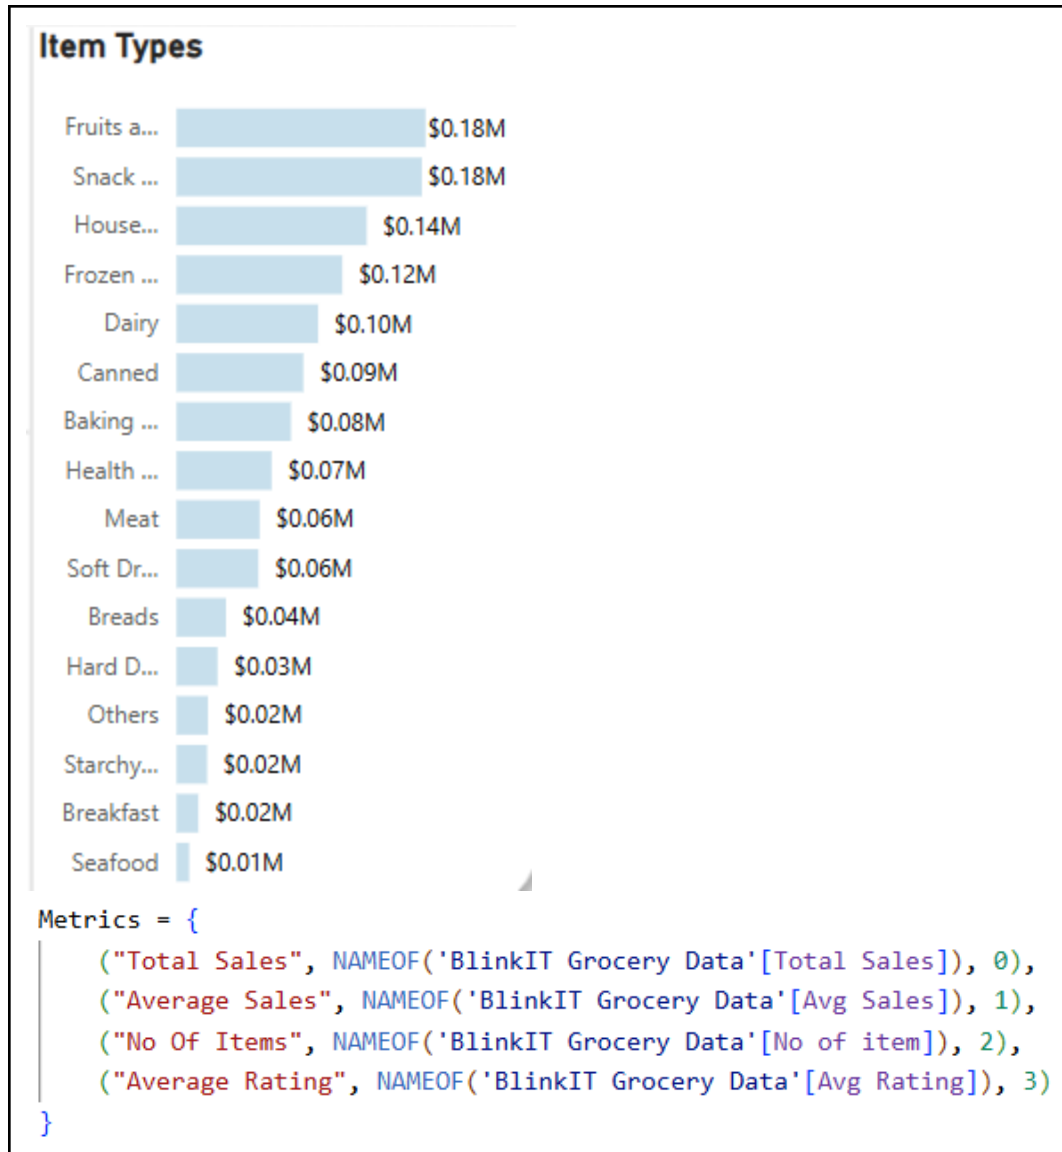 Item Types
Fruits a... $0.18M
Snack ... $0.18M
House... $0.14M
Frozen ... $0.12M
Dairy $0.10M
Canned $0.09M
Baking ... $0.08M
Health ... $0.07M
Meat $0.06M
Soft Dr... $0.06M
Breads $0.04M
Hard D... $0.03M
Others $0.02M
Starchy... $0.02M
Breakfast $0.02M
Seafood $0.01M
Metrics = {
("Total Sales", NAMEOF('BlinkIT Grocery Data'[Total Sales]), 0),
("Average Sales", NAMEOF('BlinkIT Grocery Data'[Avg Sales]), 1),
("No Of Items", NAMEOF('BlinkIT Grocery Data'[No of item]), 2),
("Average Rating", NAMEOF('BlinkIT Grocery Data'[Avg Rating]), 3)
}